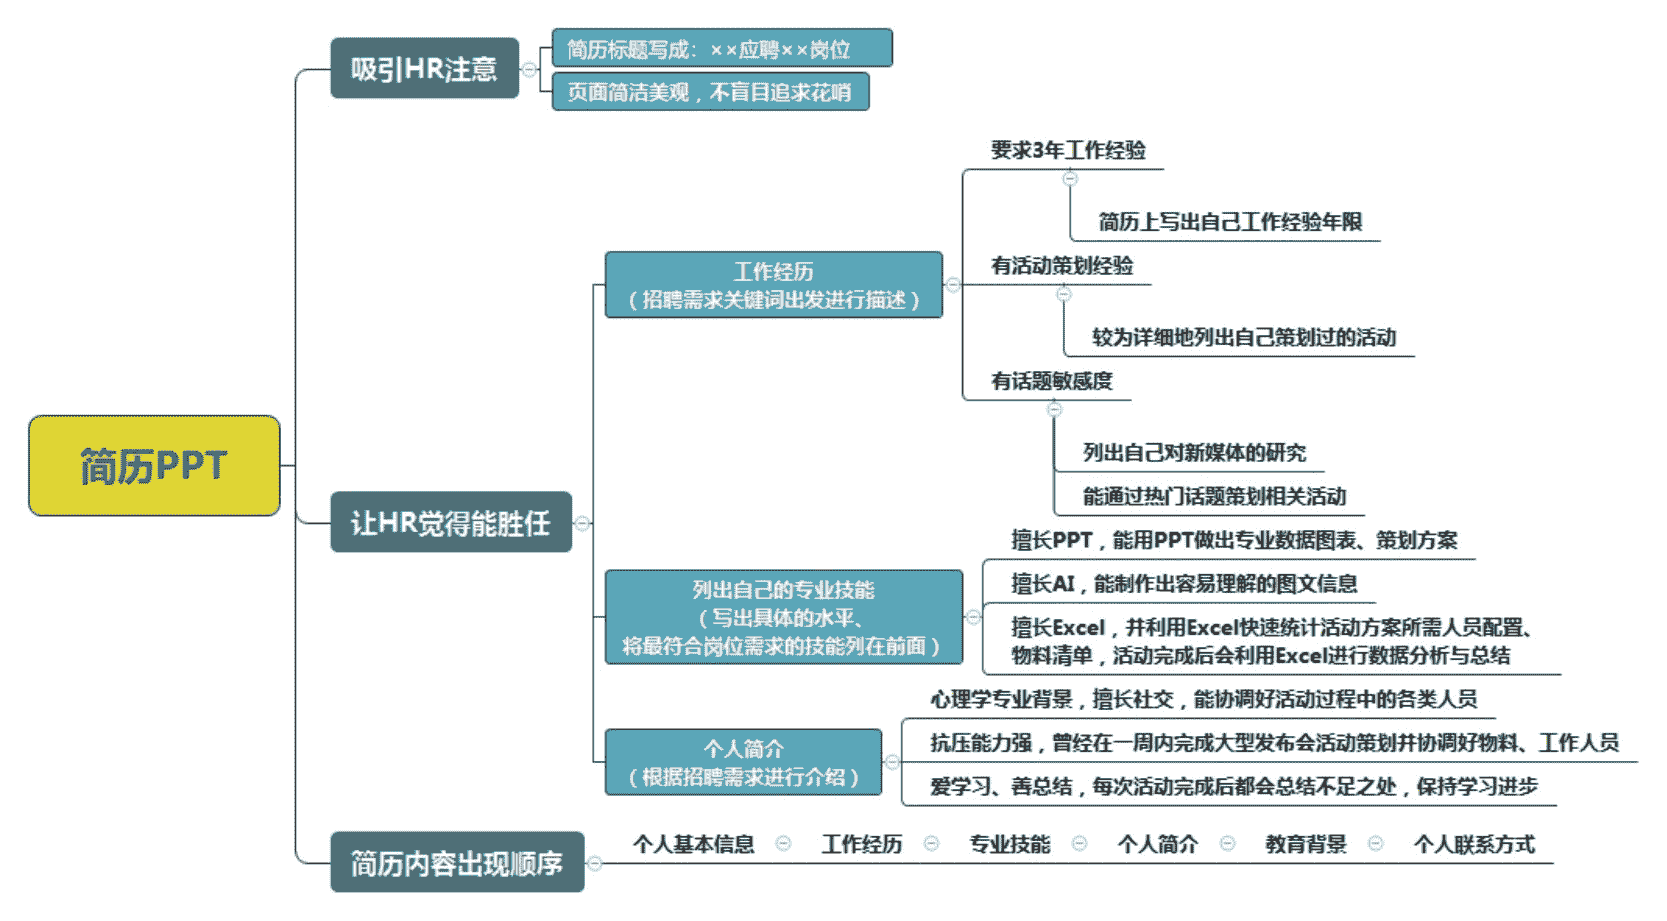 吸引HR注意
简历标题写成：××应聘××岗位
页面简洁美观，不盲目追求花哨
简历PPT
让HR觉得能胜任
工作经历
（招聘需求关键词出发进行描述）
要求3年工作经验
简历上写出自己工作经验年限
有活动策划经验
较为详细地列出自己策划过的活动
有话题敏感度
列出自己对新媒体的研究
能通过热门话题策划相关活动
列出自己的专业技能
（写出具体的水平、
将最符合岗位需求的技能列在前面）
擅长PPT，能用PPT做出专业数据图表、策划方案
擅长AI，能制作出容易理解的图文信息
擅长Excel，并利用Excel快速统计活动方案所需人员配置、
物料清单，活动完成后会利用Excel进行数据分析与总结
个人简介
（根据招聘需求进行介绍）
心理学专业背景，擅长社交，能协调好活动过程中的各类人员
抗压能力强，曾经在一周内完成大型发布会活动策划并协调好物料、工作人员
爱学习、善总结，每次活动完成后都会总结不足之处，保持学习进步
简历内容出现顺序
个人基本信息 工作经历 专业技能 个人简介 教育背景 个人联系方式